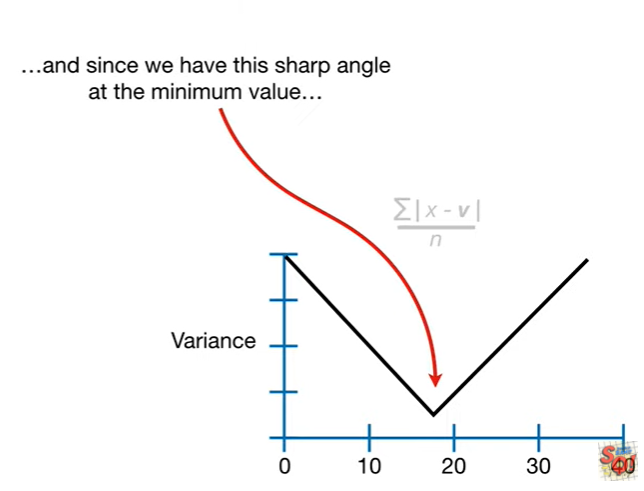 …and since we have this sharp angle
at the minimum value…
∑| x - v |
n
Variance
0 10 20 30 40